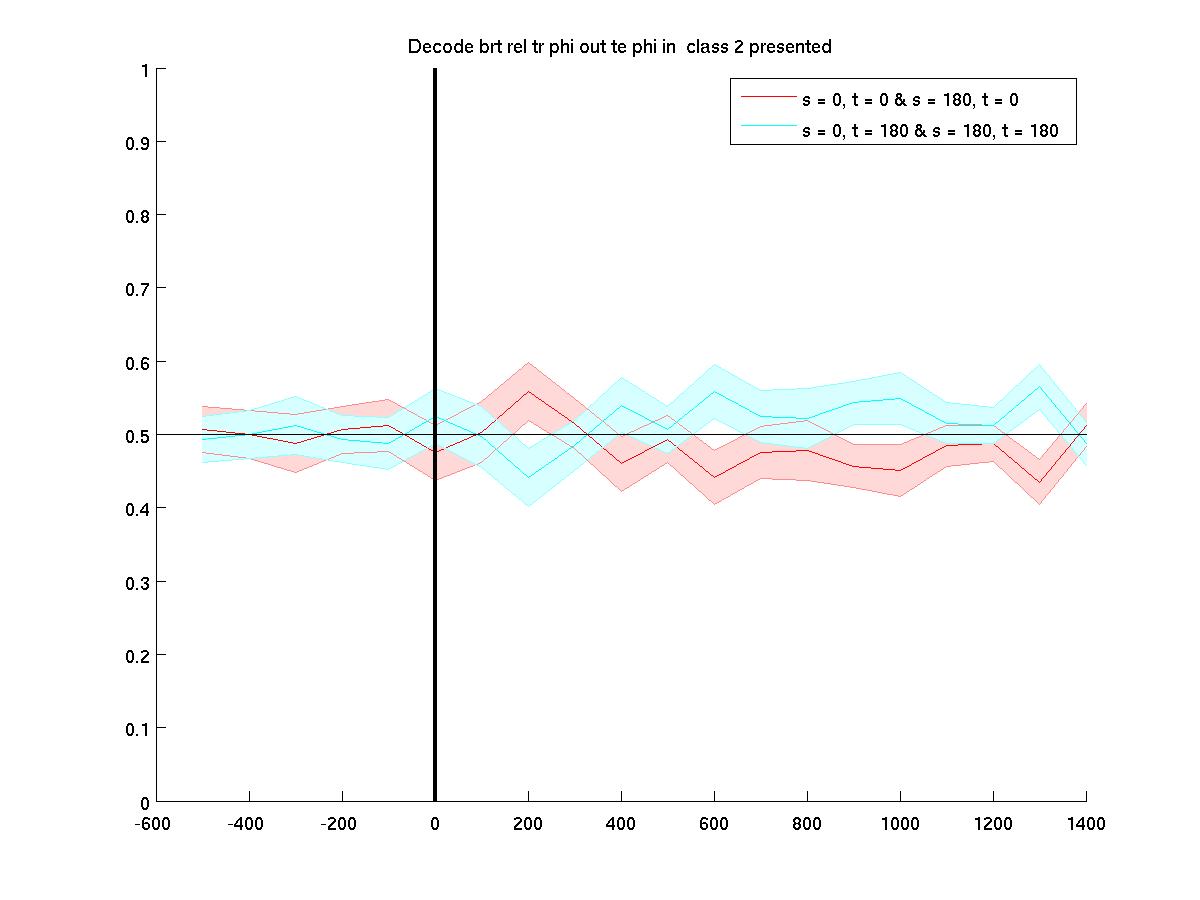 Decode brt rel tr phi out te phi in  class 2 presented
s = 0, t = 0 & s = 180, t = 0
s = 0, t = 180 & s = 180, t = 180
1
0.9
0.8
0.7
0.6
0.5
0.4
0.3
0.2
0.1
0
-600 -400 -200 0 200 400 600 800 1000 1200 1400